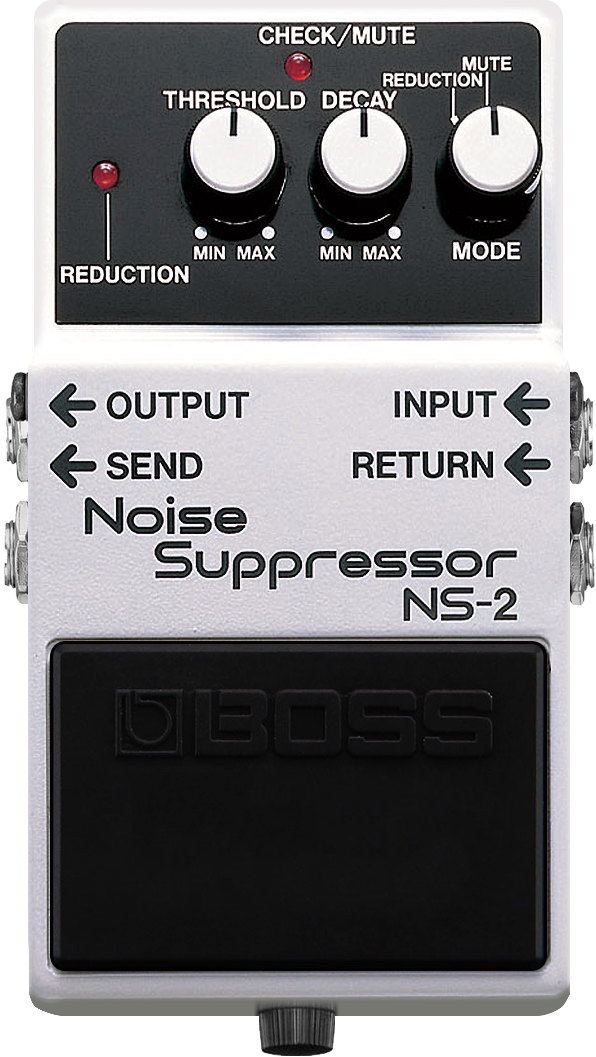 CHECK/MUTE
MUTE
REDUCTION
THRESHOLD DECAY
MIN MAX MIN MAX
MODE
REDUCTION
OUTPUT INPUT
SEND RETURN
Noise
Suppressor
NS-2
BOSS